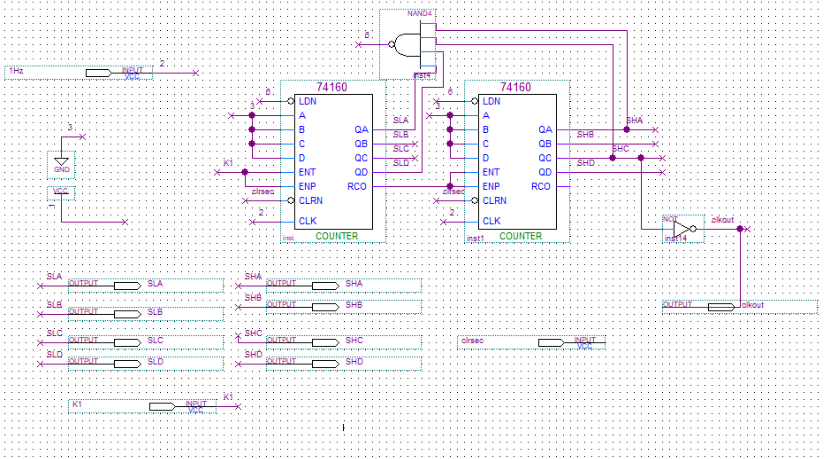 NAND4
6
inst4
1Hz
INPUT
VCC
2
74160
74160
6
LDN
6
LDN
3
A
3
A
SLA
SHA
B
QA
B
QA
SLB
SHB
C
QB
C
QB
SLC
SHC
D
QC
D
QC
SLD
SHD
K1
ENT
QD
ENT
QD
ENP
RCO
ENP
RCO
clrsec
CLRN
clrsec
CLRN
2
CLK
2
CLK
inst
COUNTER
inst1
COUNTER
3
GND
VCC
1
NOT
inst14
clkout
SLA
OUTPUT
SLA
SHA
OUTPUT
SHA
SLB
OUTPUT
SLB
SHB
OUTPUT
SHB
OUTPUT
clkout
SLC
OUTPUT
SLC
SHC
OUTPUT
SHC
clrsec
INPUT
VCC
SLD
OUTPUT
SLD
SHD
OUTPUT
SHD
K1
INPUT
VCC
K1